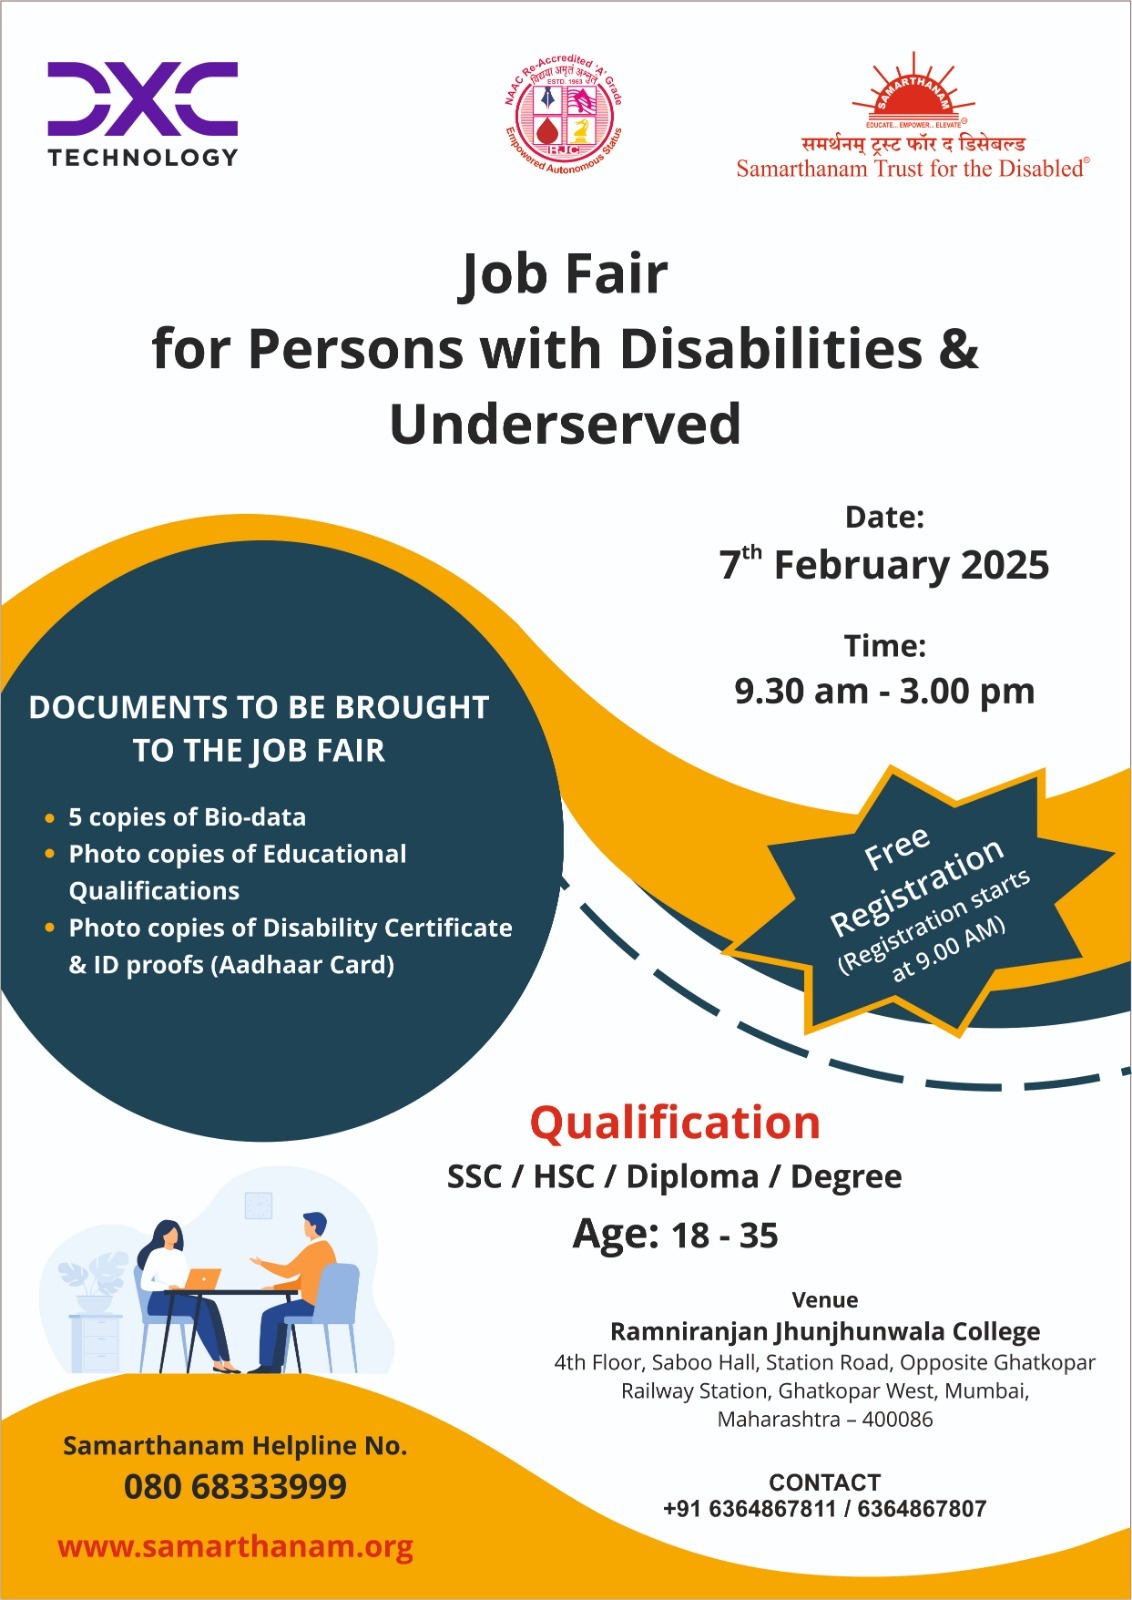 DXC
TECHNOLOGY
NAAC Re-Accredited 'A' Grade
विद्या अमृतं अश्नुते
ESTD. 1963
RJC
Empowered Autonomous Status
SAMARTHANAM
EDUCATE... EMPOWER... ELEVATE
समर्थनम् ट्रस्ट फॉर द डिसेबल्ड
Samarthanam Trust for the Disabled®
Job Fair
for Persons with Disabilities &
Underserved
Date:
7th February 2025
Time:
9.30 am - 3.00 pm
DOCUMENTS TO BE BROUGHT
TO THE JOB FAIR
• 5 copies of Bio-data
• Photo copies of Educational
Qualifications
• Photo copies of Disability Certificate
& ID proofs (Aadhaar Card)
Free
Registration
(Registration starts
at 9.00 AM)
Qualification
SSC / HSC / Diploma / Degree
Age: 18 - 35
Venue
Ramniranjan Jhunjhunwala College
4th Floor, Saboo Hall, Station Road, Opposite Ghatkopar
Railway Station, Ghatkopar West, Mumbai,
Maharashtra – 400086
CONTACT
+91 6364867811 / 6364867807
Samarthanam Helpline No.
080 68333999
www.samarthanam.org